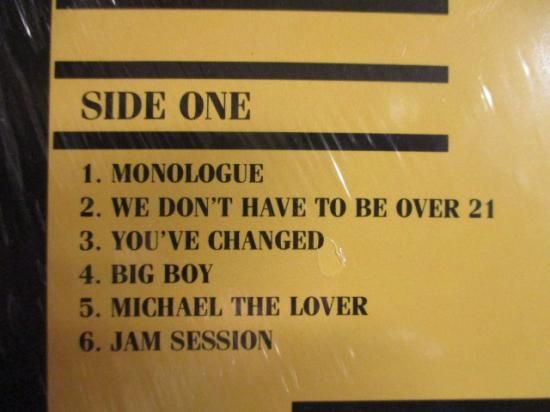 SIDE ONE
1. MONOLOGUE
2. WE DON'T HAVE TO BE OVER 21
3. YOU'VE CHANGED
4. BIG BOY
5. MICHAEL THE LOVER
6. JAM SESSION